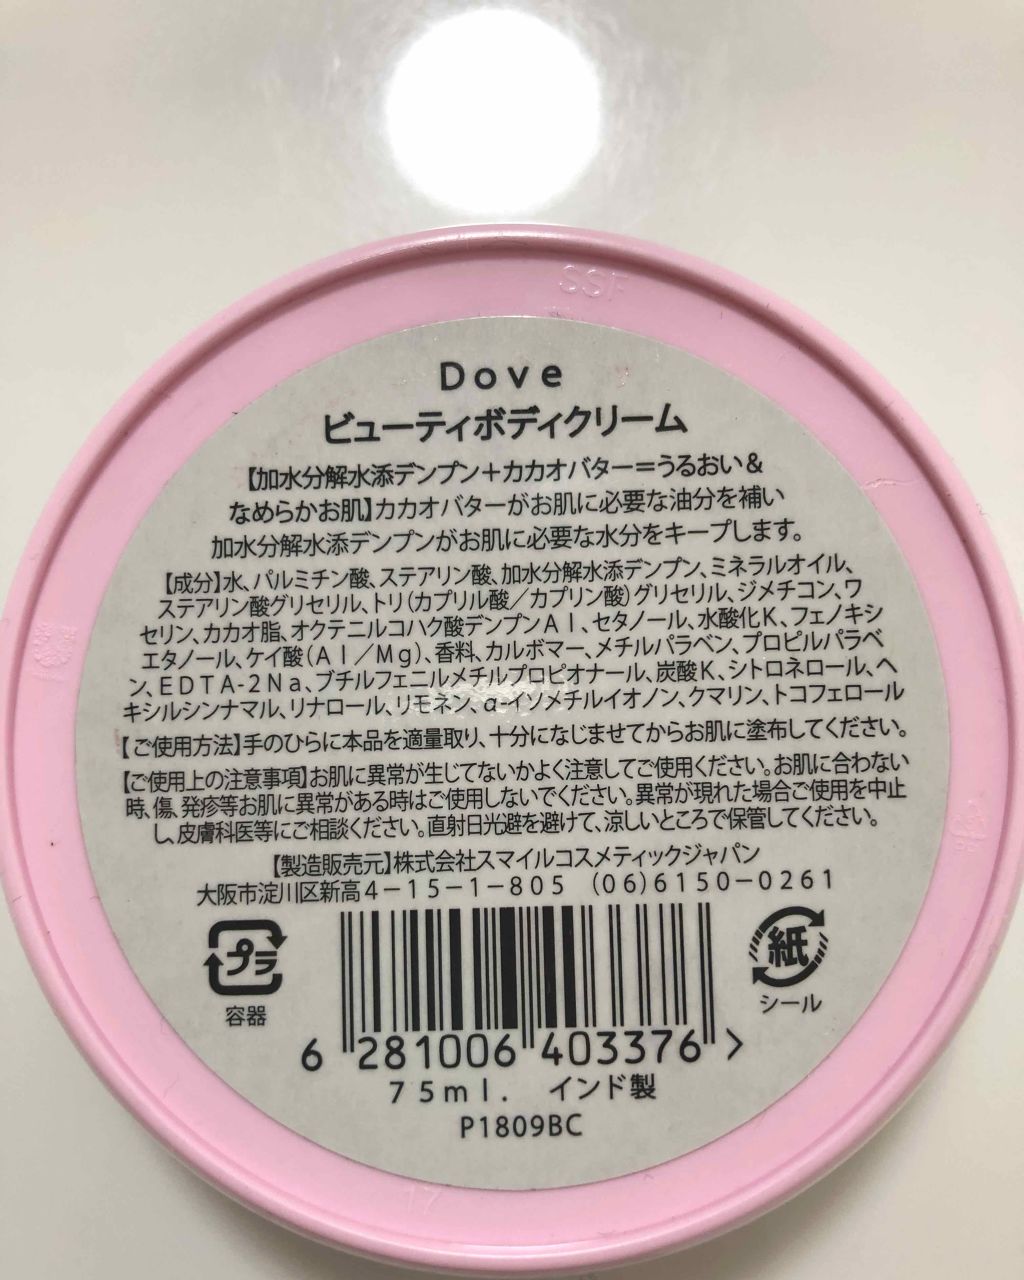 SSF
Dove
ビューティボディクリーム
【加水分解水添デンプン＋カカオバター＝うるおい＆
なめらかお肌】カカオバターがお肌に必要な油分を補い
加水分解水添デンプンがお肌に必要な水分をキープします。
【成分】水、パルミチン酸、ステアリン酸、加水分解水添デンプン、ミネラルオイル、
ステアリン酸グリセリル、トリ（カプリル酸／カプリン酸）グリセリル、ジメチコン、ワ
セリン、カカオ脂、オクテニルコハク酸デンプンＡｌ、セタノール、水酸化Ｋ、フェノキシ
エタノール、ケイ酸（Ａｌ／Ｍｇ）、香料、カルボマー、メチルパラベン、プロピルパラベ
ン、ＥＤＴＡ-２Ｎａ、ブチルフェニルメチルプロピオナール、炭酸Ｋ、シトロネロール、ヘ
キシルシンナマル、リナロール、リモネン、α-イソメチルイオノン、クマリン、トコフェロール
【ご使用方法】手のひらに本品を適量取り、十分になじませてからお肌に塗布してください。
【ご使用上の注意事項】お肌に異常が生じてないかよく注意してご使用ください。お肌に合わない
時、傷、発疹等お肌に異常がある時はご使用しないでください。異常が現れた場合ご使用を中止
し、皮膚科医等にご相談ください。直射日光避を避けて、涼しいところで保管してください。
【製造販売元】株式会社スマイルコスメティックジャパン
大阪市淀川区新高４－１５－１－８０５ （０６）６１５０－０２６１
プラ
容器
紙
シール
6 281006 403376 >
７５ｍｌ． インド製
P1809BC
17